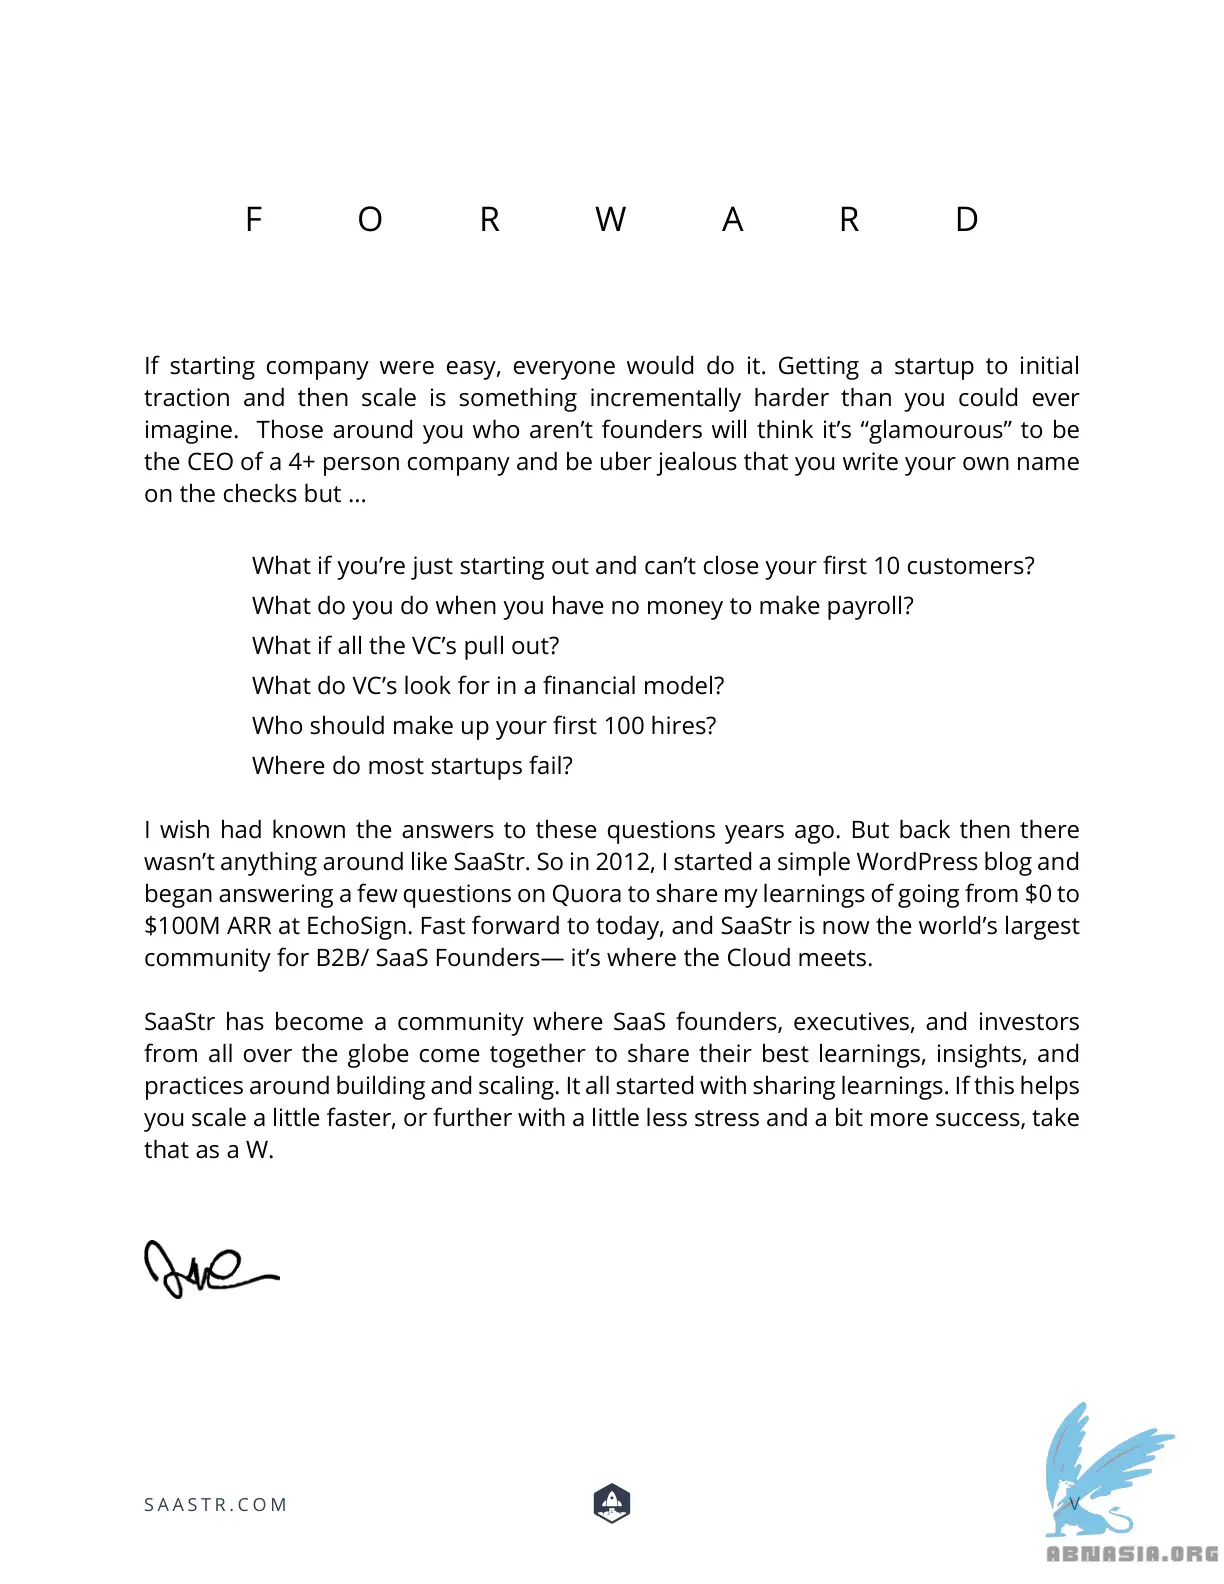 F O R W A R D
If starting company were easy, everyone would do it. Getting a startup to initial
traction and then scale is something incrementally harder than you could ever
imagine.  Those around you who aren’t founders will think it’s “glamourous” to be
the CEO of a 4+ person company and be uber jealous that you write your own name
on the checks but ...
What if you’re just starting out and can’t close your first 10 customers?
What do you do when you have no money to make payroll?
What if all the VC’s pull out?
What do VC’s look for in a financial model?
Who should make up your first 100 hires?
Where do most startups fail?
I wish had known the answers to these questions years ago. But back then there
wasn’t anything around like SaaStr. So in 2012, I started a simple WordPress blog and
began answering a few questions on Quora to share my learnings of going from $0 to
$100M ARR at EchoSign. Fast forward to today, and SaaStr is now the world’s largest
community for B2B/ SaaS Founders— it’s where the Cloud meets.
SaaStr has become a community where SaaS founders, executives, and investors
from all over the globe come together to share their best learnings, insights, and
practices around building and scaling. It all started with sharing learnings. If this helps
you scale a little faster, or further with a little less stress and a bit more success, take
that as a W.
SAASTR.COM
V
ABNASIA.ORG